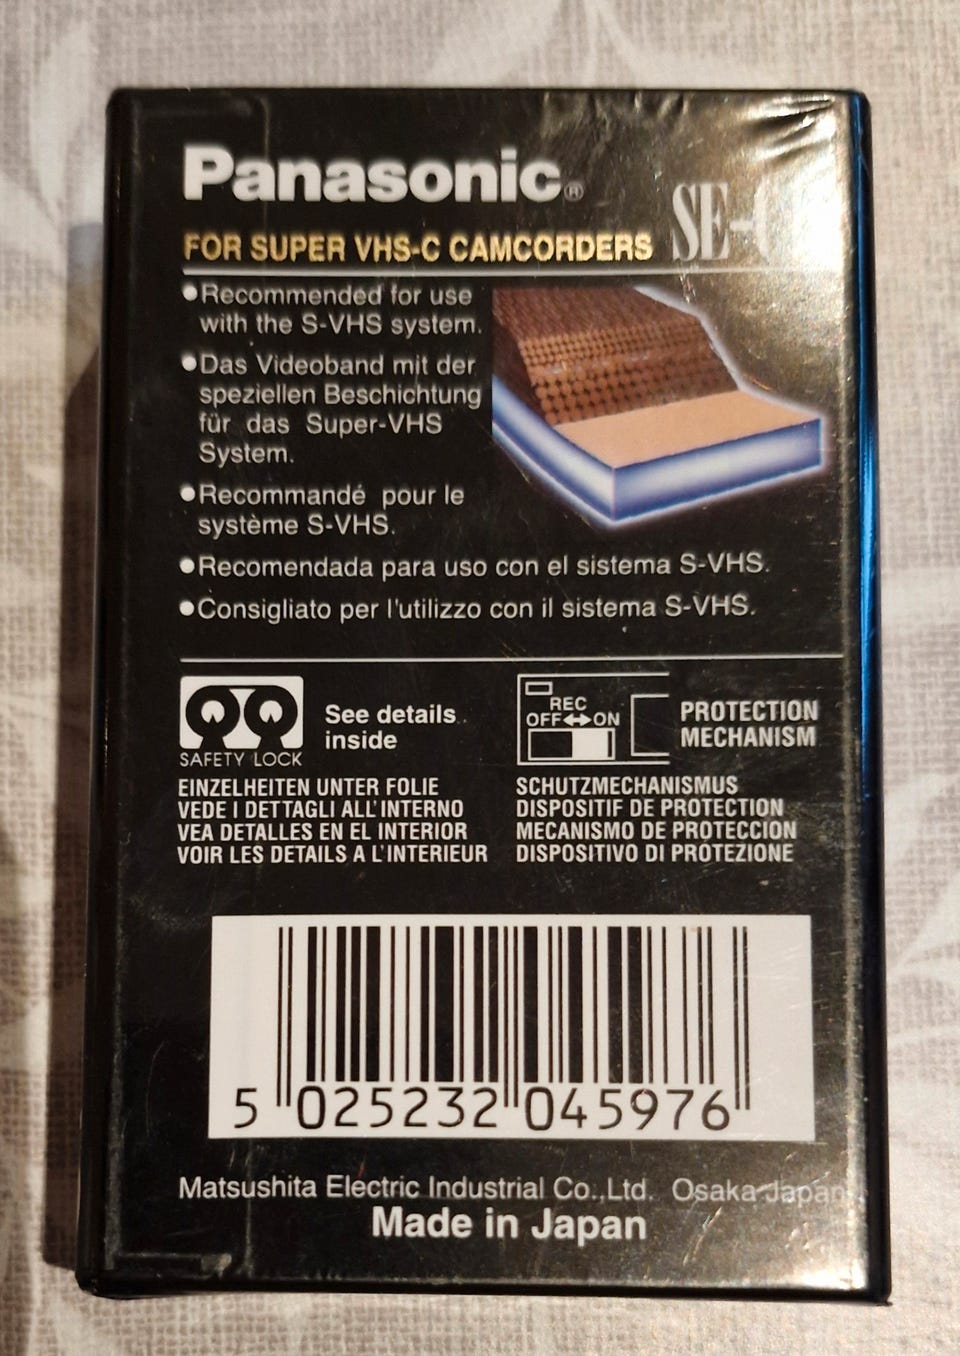 Panasonic®
FOR SUPER VHS-C CAMCORDERS
●Recommended for use
with the S-VHS system.
●Das Videoband mit der
speziellen Beschichtung
für das Super-VHS
System.
●Recommandé pour le
système S-VHS.
●Recomendada para uso con el sistema S-VHS.
●Consigliato per l'utilizzo con il sistema S-VHS.
SAFETY LOCK
See details
inside
REC
OFF↔ON
PROTECTION
MECHANISM
EINZELHEITEN UNTER FOLIE
VEDE I DETTAGLI ALL'INTERNO
VEA DETALLES EN EL INTERIOR
VOIR LES DETAILS A L'INTERIEUR
SCHUTZMECHANISMUS
DISPOSITIF DE PROTECTION
MECANISMO DE PROTECCION
DISPOSITIVO DI PROTEZIONE
5 025232 045976
Matsushita Electric Industrial Co.,Ltd. Osaka Japan
Made in Japan